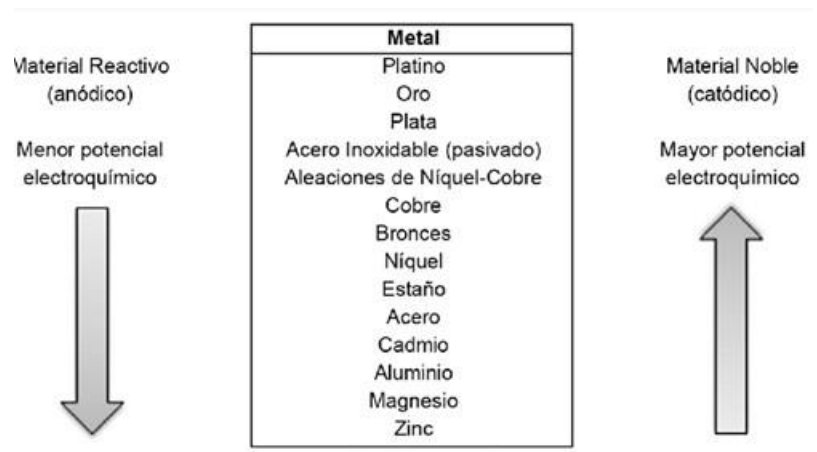 Material Reactivo
(anódico)
Menor potencial
electroquímico
Metal
Platino
Oro
Plata
Acero Inoxidable (pasivado)
Aleaciones de Níquel-Cobre
Cobre
Bronces
Níquel
Estaño
Acero
Cadmio
Aluminio
Magnesio
Zinc
Material Noble
(catódico)
Mayor potencial
electroquímico